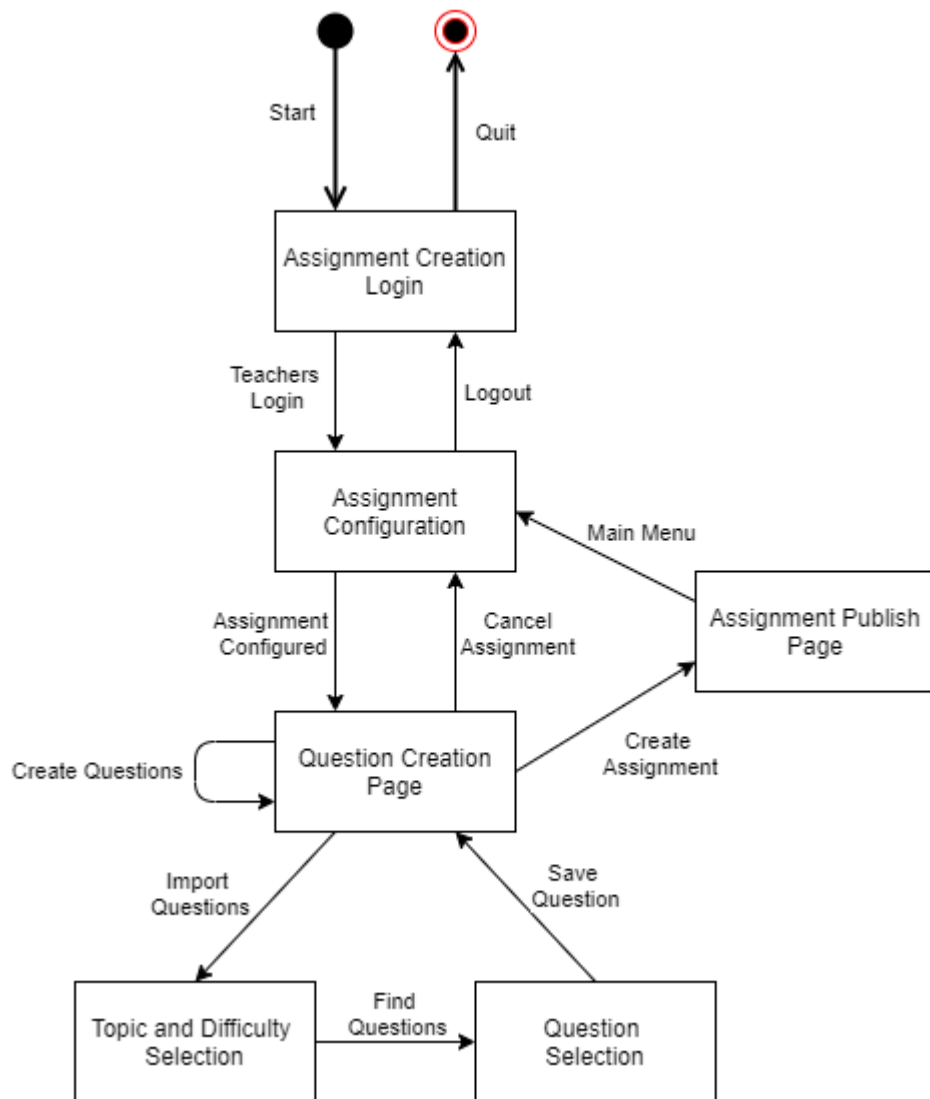 Start
Quit
Assignment Creation
Login
Teachers
Login
Logout
Assignment
Configuration
Main Menu
Assignment
Configured
Cancel
Assignment
Assignment Publish
Page
Create Questions
Question Creation
Page
Create
Assignment
Import
Questions
Save
Question
Topic and Difficulty
Selection
Find
Questions
Question
Selection